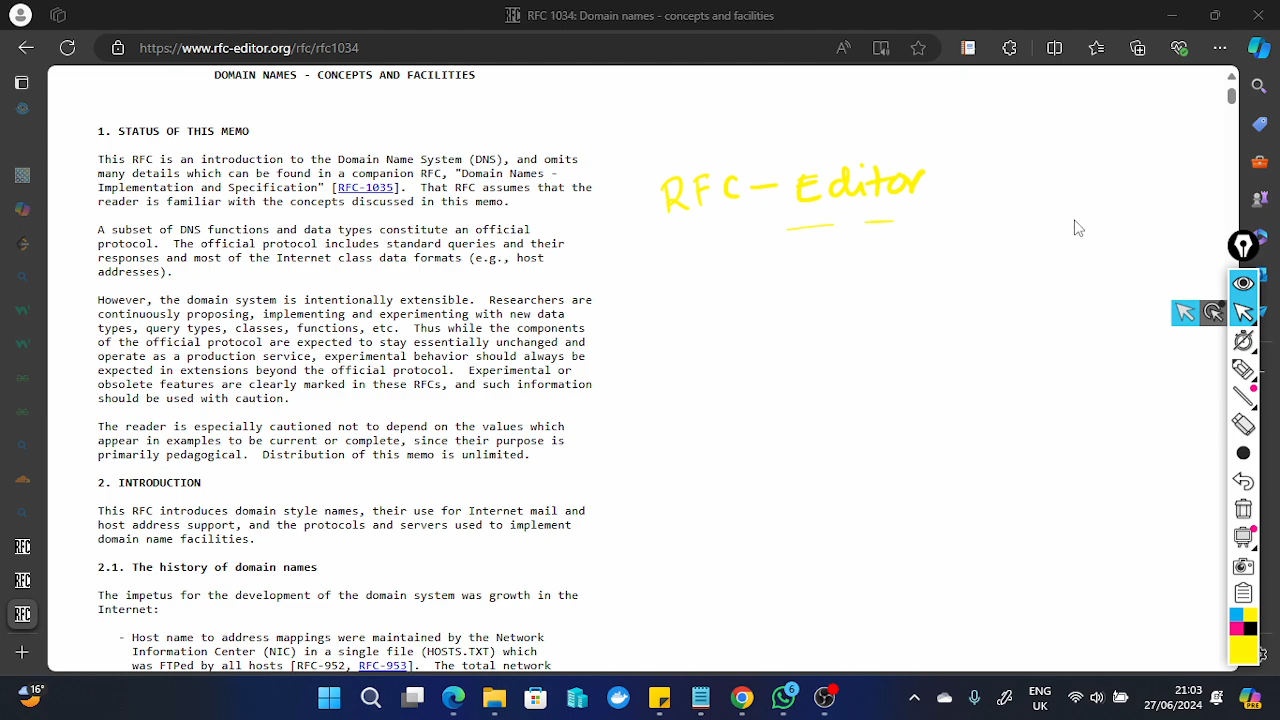 RFC 1034: Domain names - concepts and facilities
https://www.rfc-editor.org/rfc/rfc1034
DOMAIN NAMES - CONCEPTS AND FACILITIES
1. STATUS OF THIS MEMO
This RFC is an introduction to the Domain Name System (DNS), and omits
many details which can be found in a companion RFC, "Domain Names -
Implementation and Specification" [RFC-1035]. That RFC assumes that the
reader is familiar with the concepts discussed in this memo.
A subset of DNS functions and data types constitute an official
protocol. The official protocol includes standard queries and their
responses and most of the Internet class data formats (e.g., host
addresses).
However, the domain system is intentionally extensible. Researchers are
continuously proposing, implementing and experimenting with new data
types, query types, classes, functions, etc. Thus while the components
of the official protocol are expected to stay essentially unchanged and
operate as a production service, experimental behavior should always be
expected in extensions beyond the official protocol. Experimental or
obsolete features are clearly marked in these RFCs, and such information
should be used with caution.
The reader is especially cautioned not to depend on the values which
appear in examples to be current or complete, since their purpose is
primarily pedagogical. Distribution of this memo is unlimited.
2. INTRODUCTION
This RFC introduces domain style names, their use for Internet mail and
host address support, and the protocols and servers used to implement
domain name facilities.
2.1. The history of domain names
The impetus for the development of the domain system was growth in the
Internet:
- Host name to address mappings were maintained by the Network
Information Center (NIC) in a single file (HOSTS.TXT) which
was FTPed by all hosts [RFC-952, RFC-953]. The total network
RFC - Editor
RFC
RFC
RFC
16°
6
ENG
UK
21:03
27/06/2024
PRE